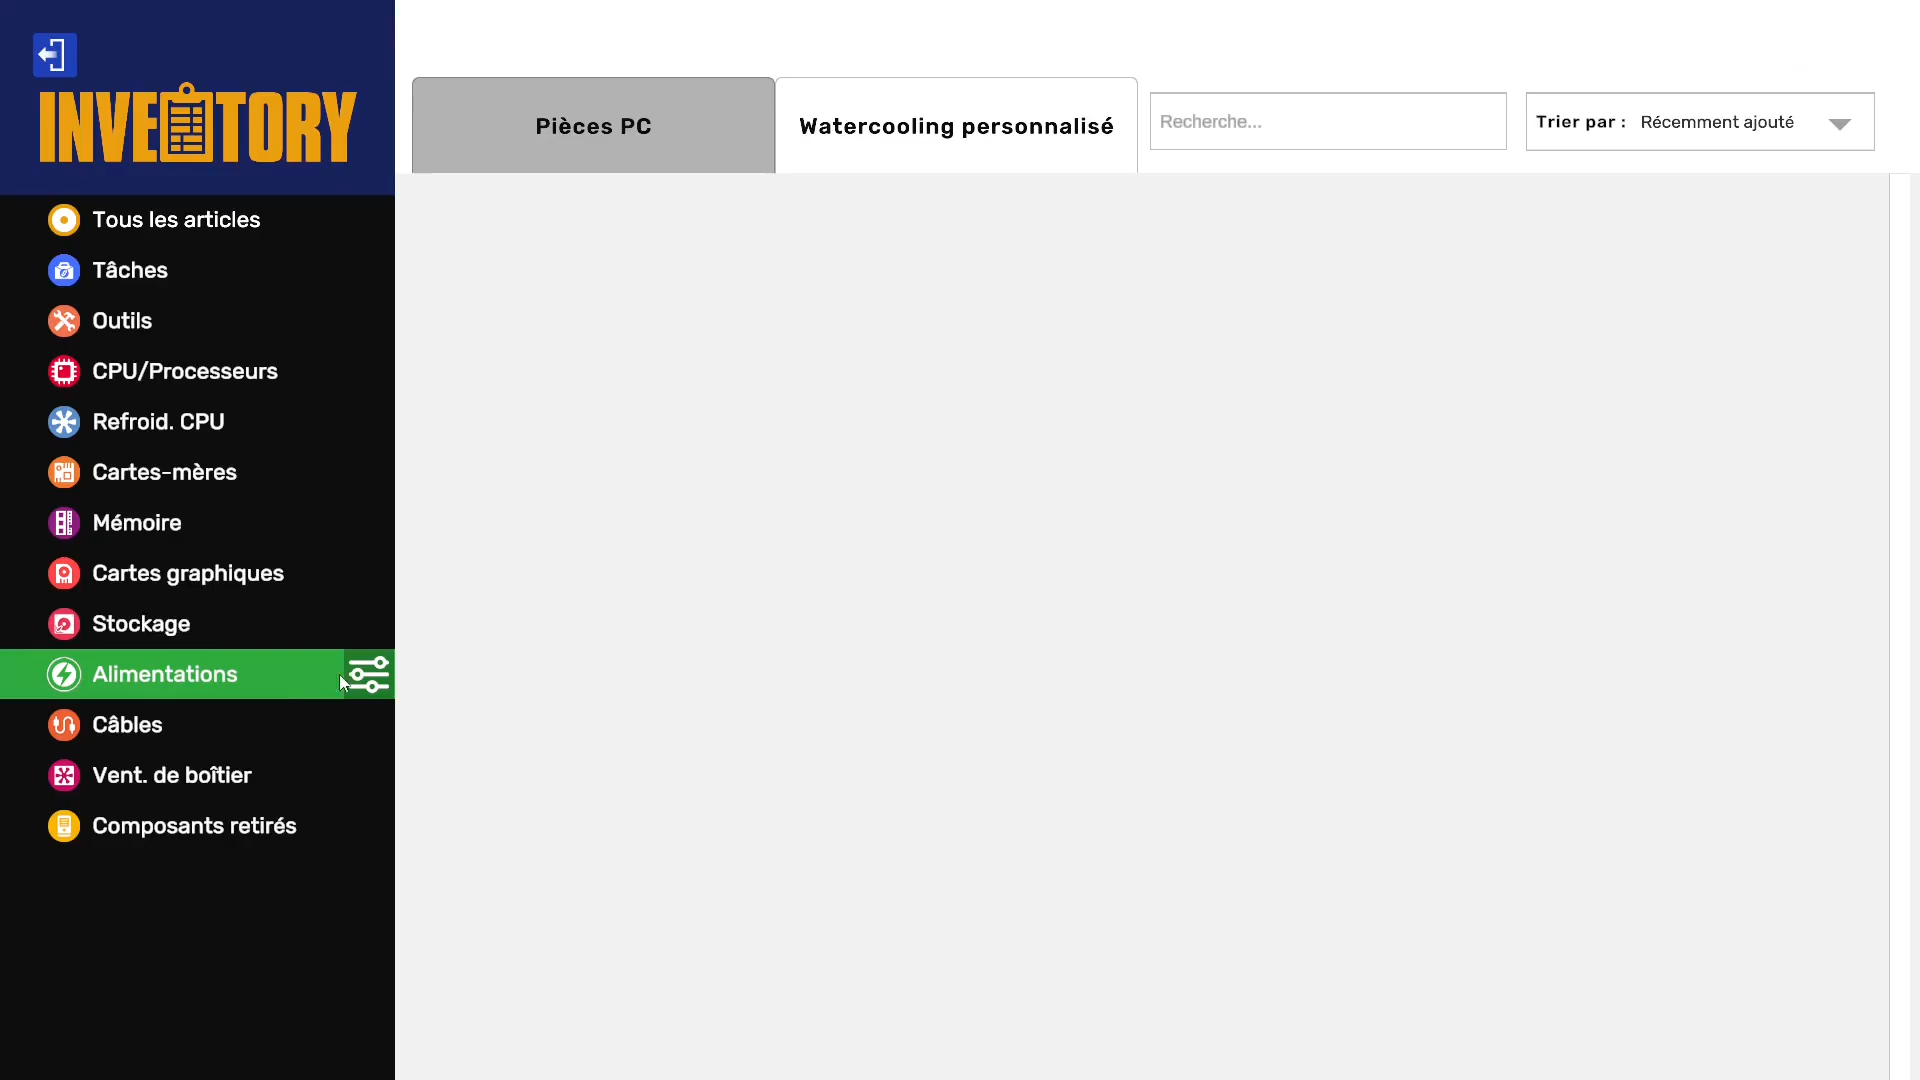 INVENTORY
Pièces PC
Watercooling personnalisé
Recherche...
Trier par : Récemment ajouté
Tous les articles
Tâches
Outils
CPU/Processeurs
Refroid. CPU
Cartes-mères
Mémoire
Cartes graphiques
Stockage
Alimentations
Câbles
Vent. de boîtier
Composants retirés